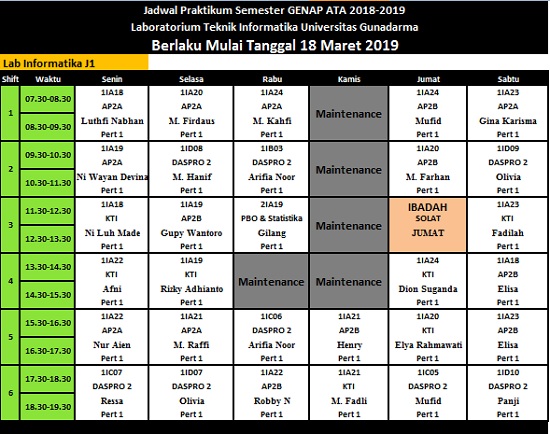 Jadwal Praktikum Semester GENAP ATA 2018-2019
Laboratorium Teknik Informatika Universitas Gunadarma
Berlaku Mulai Tanggal 18 Maret 2019
Lab Informatika J1
Shift Waktu Senin Selasa Rabu Kamis Jumat Sabtu
1
07.30-08.30
08.30-09.30
1IA18
AP2A
Luthfi Nabhan
Pert 1
1IA20
AP2A
M. Firdaus
Pert 1
1IA24
AP2A
M. Kahfi
Pert 1
Maintenance
1IA24
AP2B
Mufid
Pert 1
1IA23
AP2A
Gina Karisma
Pert 1
2
09.30-10.30
10.30-11.30
1IA19
AP2A
Ni Wayan Devina
Pert 1
1ID08
DASPRO 2
M. Hanif
Pert 1
1IB03
DASPRO 2
Arifia Noor
Pert 1
Maintenance
1IA20
AP2B
M. Farhan
Pert 1
1ID09
DASPRO 2
Olivia
Pert 1
3
11.30-12.30
12.30-13.30
1IA18
KTI
Ni Luh Made
Pert 1
1IA19
AP2B
Gupy Wantoro
Pert 1
2IA19
PBO & Statistika
Gilang
Pert 1
Maintenance
IBADAH
SOLAT
JUMAT
1IA23
KTI
Fadilah
Pert 1
4
13.30-14.30
14.30-15.30
1IA22
KTI
Afni
Pert 1
1IA19
KTI
Rizky Adhianto
Pert 1
Maintenance
Maintenance
1IA24
KTI
Dion Suganda
Pert 1
1IA18
AP2B
Elisa
Pert 1
5
15.30-16.30
16.30-17.30
1IA22
AP2A
Nur Aien
Pert 1
1IA21
AP2A
M. Raffi
Pert 1
1IC06
DASPRO 2
Arifia Noor
Pert 1
1IA21
AP2B
Henry
Pert 1
1IA20
KTI
Elya Rahmawati
Pert 1
1IA23
AP2B
Elisa
Pert 1
6
17.30-18.30
18.30-19.30
1IC07
DASPRO 2
Ressa
Pert 1
1ID07
DASPRO 2
Olivia
Pert 1
1IA22
AP2B
Robby N
Pert 1
1IA21
KTI
M. Fadli
Pert 1
1IC05
DASPRO 2
Mufid
Pert 1
1ID10
DASPRO 2
Panji
Pert 1